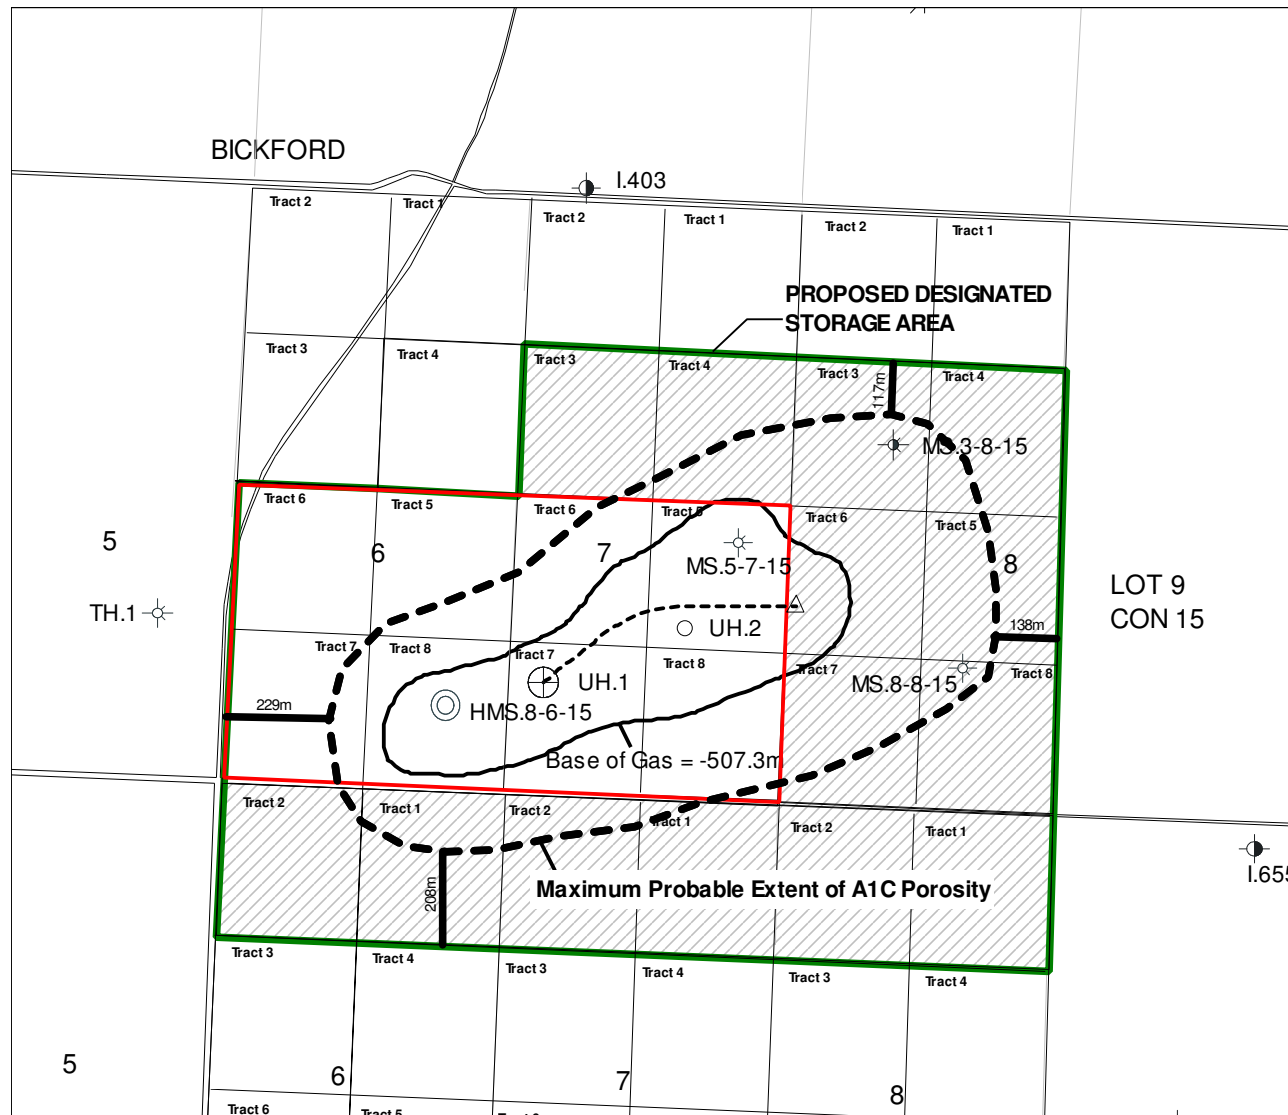 BICKFORD
I.403
Tract 2
Tract 1
Tract 2
Tract 1
Tract 2
Tract 1
PROPOSED DESIGNATED
STORAGE AREA
Tract 3
Tract 4
Tract 3
Tract 4
Tract 3
Tract 4
117m
MS.3-8-15
Tract 6
Tract 5
Tract 6
Tract 5
Tract 6
Tract 5
5
6
7
8
MS.5-7-15
LOT 9
CON 15
TH.1
UH.2
138m
Tract 7
Tract 8
Tract 7
Tract 8
Tract 7
Tract 8
UH.1
MS.8-8-15
229m
HMS.8-6-15
Base of Gas = -507.3m
Tract 2
Tract 1
Tract 2
Tract 1
Tract 2
Tract 1
I.655
208m
Maximum Probable Extent of A1C Porosity
Tract 3
Tract 4
Tract 3
Tract 4
Tract 3
Tract 4
5
6
7
8
Tract 6
Tract 5